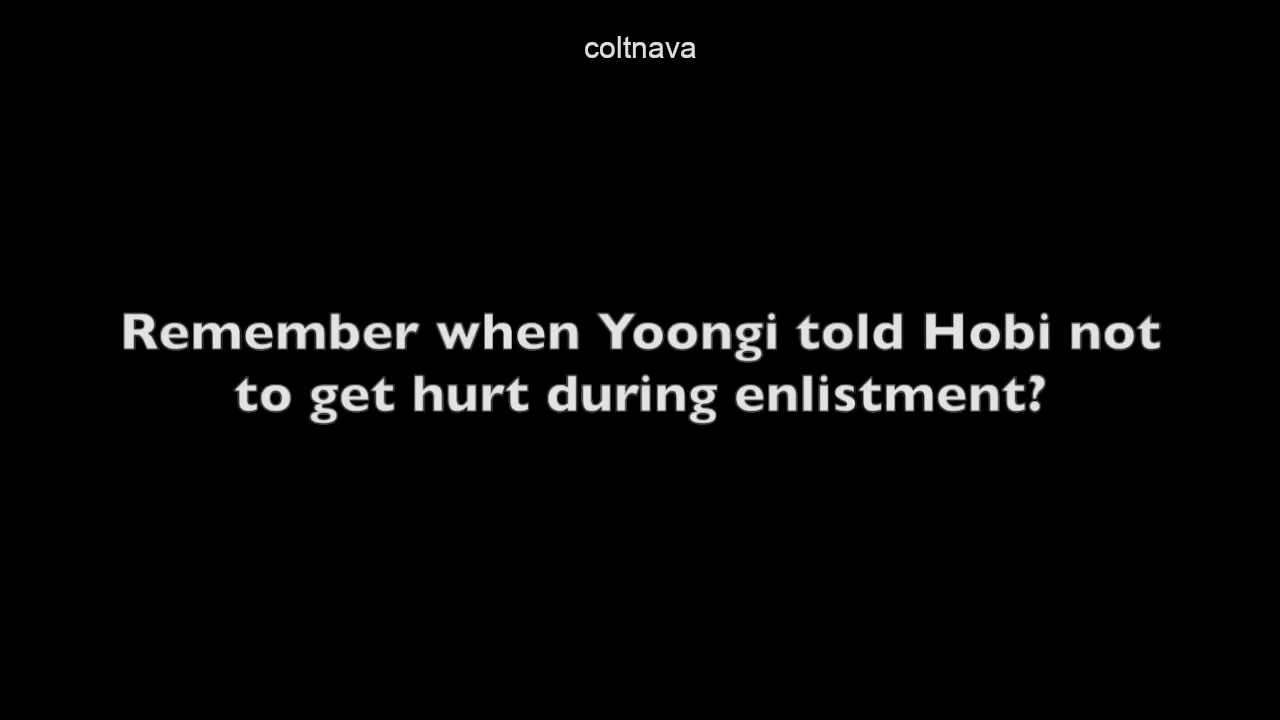 coltnava
Remember when Yoongi told Hobi not
to get hurt during enlistment?